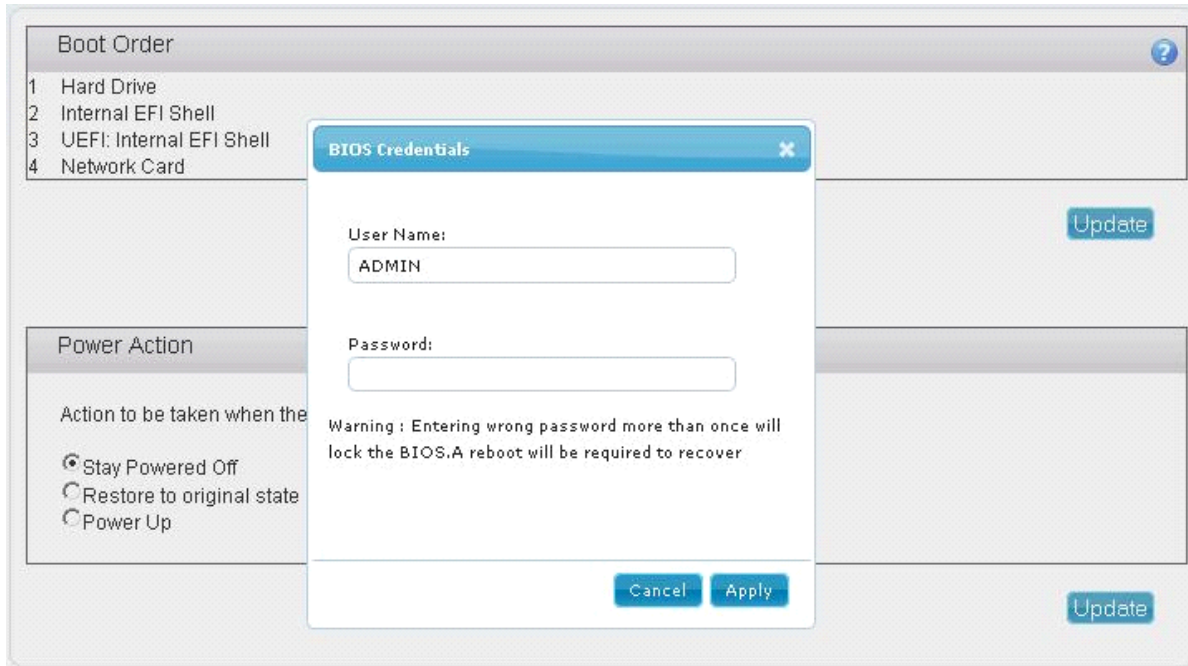 Boot Order
?
1 Hard Drive
2 Internal EFI Shell
3 UEFI: Internal EFI Shell
4 Network Card
Update
BIOS Credentials
User Name:
ADMIN
Password:
Warning : Entering wrong password more than once will
lock the BIOS.A reboot will be required to recover
Cancel Apply
Power Action
Action to be taken when the
Stay Powered Off
Restore to original state
Power Up
Update